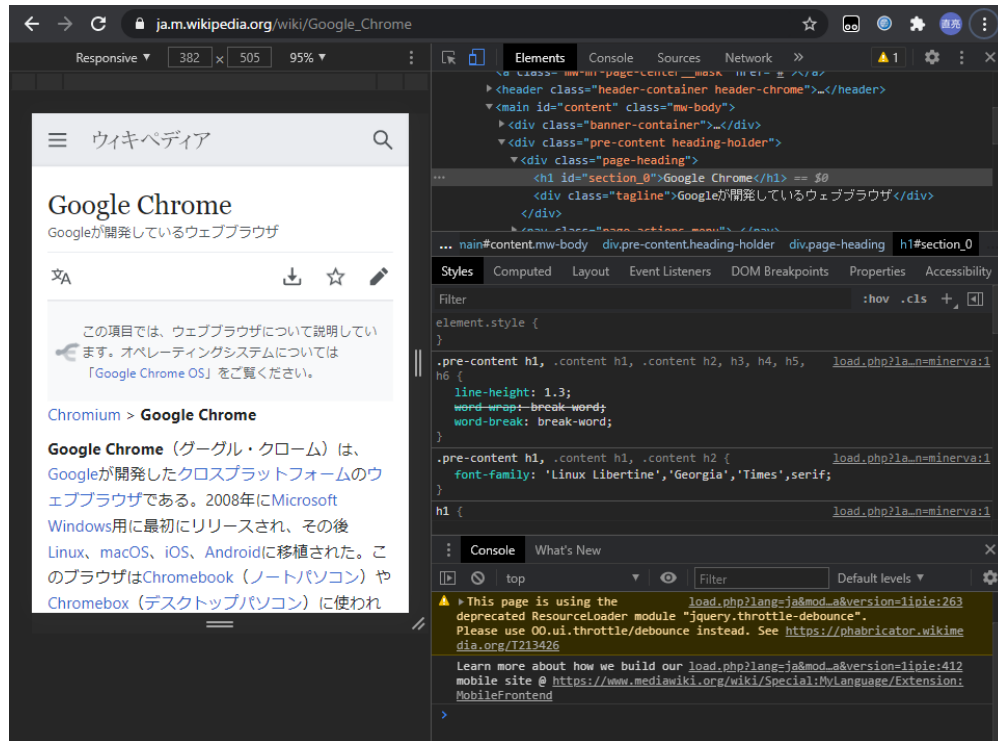 ja.m.wikipedia.org/wiki/Google_Chrome
直亮
Responsive ▼ 382 × 505 95% ▼
ウィキペディア
Google Chrome
Googleが開発しているウェブブラウザ
この項目では、ウェブブラウザについて説明してい
ます。オペレーティングシステムについては
「Google Chrome OS」をご覧ください。
Chromium > Google Chrome
Google Chrome（グーグル・クローム）は、
Googleが開発したクロスプラットフォームのウ
ェブブラウザである。2008年にMicrosoft
Windows用に最初にリリースされ、その後
Linux、macOS、iOS、Androidに移植された。こ
のブラウザはChromebook（ノートパソコン）や
Chromebox（デスクトップパソコン）に使われ
Elements Console Sources Network » 1
<a class="mw-mf-page-center__mask" href="#"></a>
<header class="header-container header-chrome">…</header>
<main id="content" class="mw-body">
<div class="banner-container">…</div>
<div class="pre-content heading-holder">
<div class="page-heading">
… <h1 id="section_0">Google Chrome</h1> == $0
<div class="tagline">Googleが開発しているウェブブラウザ</div>
</div>
<nav class="page-actions-menu">…</nav>
... nain#content.mw-body div.pre-content.heading-holder div.page-heading h1#section_0
Styles Computed Layout Event Listeners DOM Breakpoints Properties Accessibility
Filter :hov .cls +
element.style {
}
.pre-content h1, .content h1, .content h2, h3, h4, h5, load.php?la…n=minerva:1
h6 {
line-height: 1.3;
word-wrap: break-word;
word-break: break-word;
}
.pre-content h1, .content h1, .content h2 { load.php?la…n=minerva:1
font-family: 'Linux Libertine','Georgia','Times',serif;
}
h1 { load.php?la…n=minerva:1
Console What's New
top ▼ Filter Default levels ▼
This page is using the load.php?lang=ja&mod…a&version=1ipie:263
deprecated ResourceLoader module "jquery.throttle-debounce".
Please use OO.ui.throttle/debounce instead. See https://phabricator.wikime
dia.org/T213426
Learn more about how we build our load.php?lang=ja&mod…a&version=1ipie:412
mobile site @ https://www.mediawiki.org/wiki/Special:MyLanguage/Extension:
MobileFrontend
>